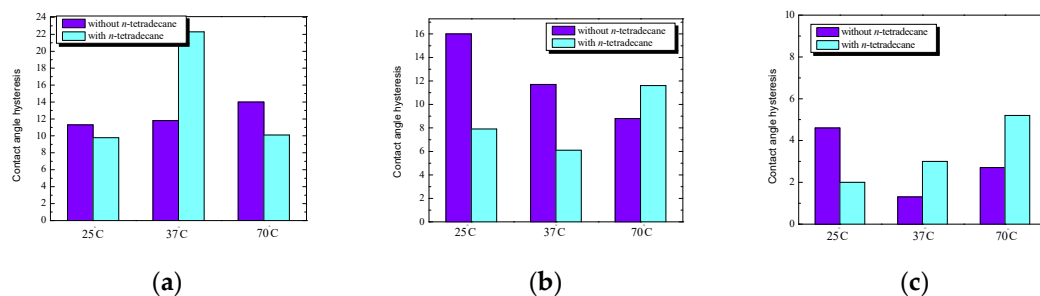 24
22
20
18
16
14
12
10
8
6
4
2
0
Contact angle hysteresis
without n-tetradecane
with n-tetradecane
25°C
37°C
70°C
(a)
16
14
12
10
8
6
4
2
0
Contact angle hysteresis
without n-tetradecane
with n-tetradecane
25°C
37°C
70°C
(b)
10
8
6
4
2
0
Contact angle hysteresis
without n-tetradecane
with n-tetradecane
25°C
37°C
70°C
(c)